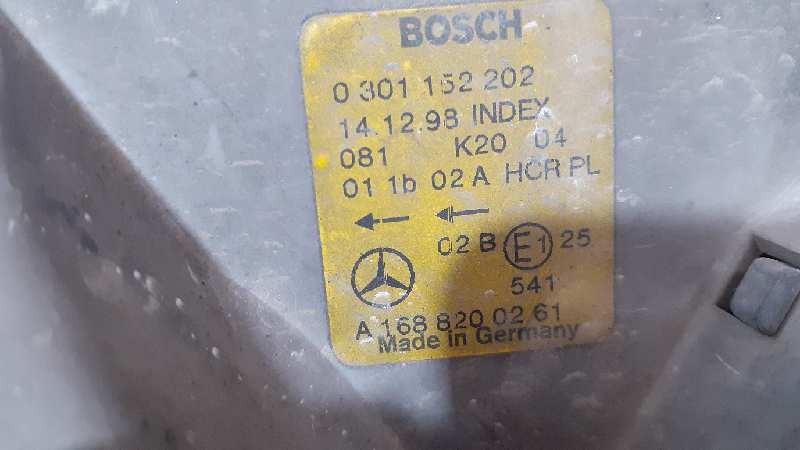 BOSCH
0 301 152 202
14.12.98 INDEX
081 K20 04
01 1b 02 A HCR PL
02 B E1 25
541
A 168 820 02 61
Made in Germany